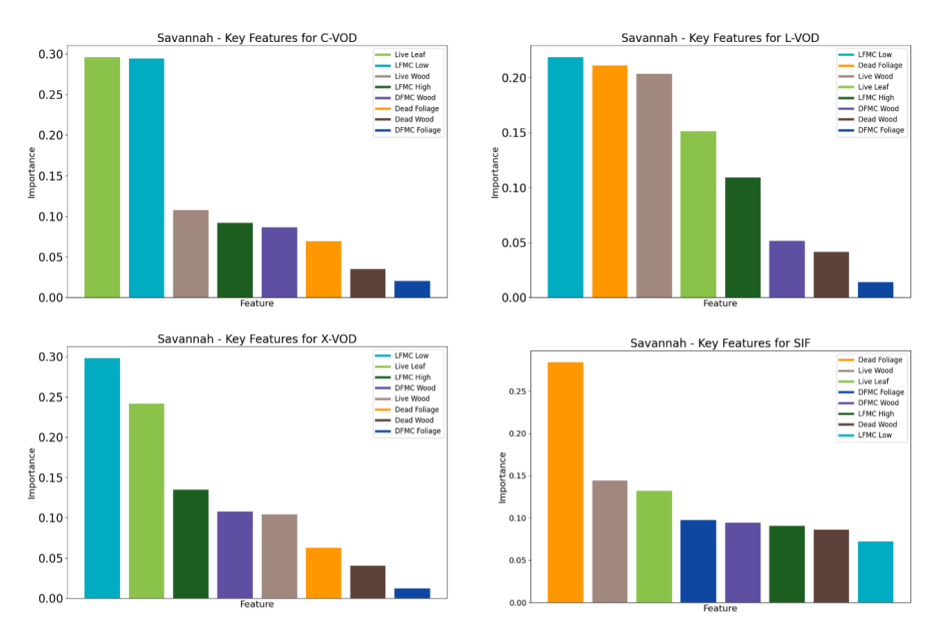 Savannah - Key Features for C-VOD
Importance
0.30
0.25
0.20
0.15
0.10
0.05
0.00
Feature
Live Leaf
LFMC Low
Live Wood
LFMC High
DFMC Wood
Dead Foliage
Dead Wood
DFMC Foliage
Savannah - Key Features for L-VOD
Importance
0.20
0.15
0.10
0.05
0.00
Feature
LFMC Low
Dead Foliage
Live Wood
Live Leaf
LFMC High
DFMC Wood
Dead Wood
DFMC Foliage
Savannah - Key Features for X-VOD
Importance
0.30
0.25
0.20
0.15
0.10
0.05
0.00
Feature
LFMC Low
Live Leaf
LFMC High
DFMC Wood
Live Wood
Dead Foliage
Dead Wood
DFMC Foliage
Savannah - Key Features for SIF
Importance
0.25
0.20
0.15
0.10
0.05
0.00
Feature
Dead Foliage
Live Wood
Live Leaf
DFMC Foliage
DFMC Wood
LFMC High
Dead Wood
LFMC Low